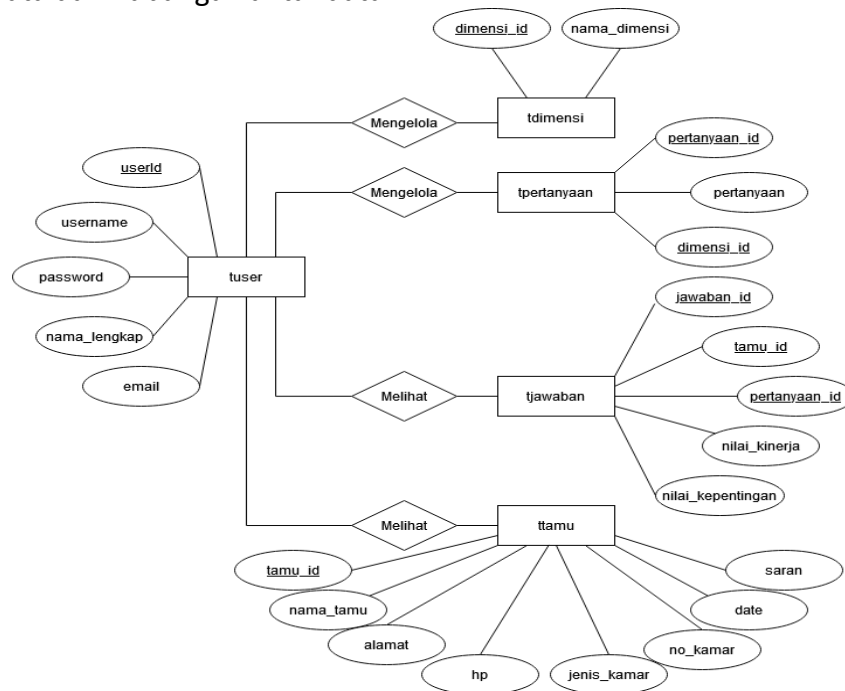 dimensi_id
nama_dimensi
Mengelola
tdimensi
pertanyaan_id
userId
Mengelola
tpertanyaan
pertanyaan
username
dimensi_id
password
tuser
jawaban_id
nama_lengkap
tamu_id
email
Melihat
tjawaban
pertanyaan_id
nilai_kinerja
nilai_kepentingan
Melihat
ttamu
tamu_id
saran
nama_tamu
date
alamat
no_kamar
hp
jenis_kamar